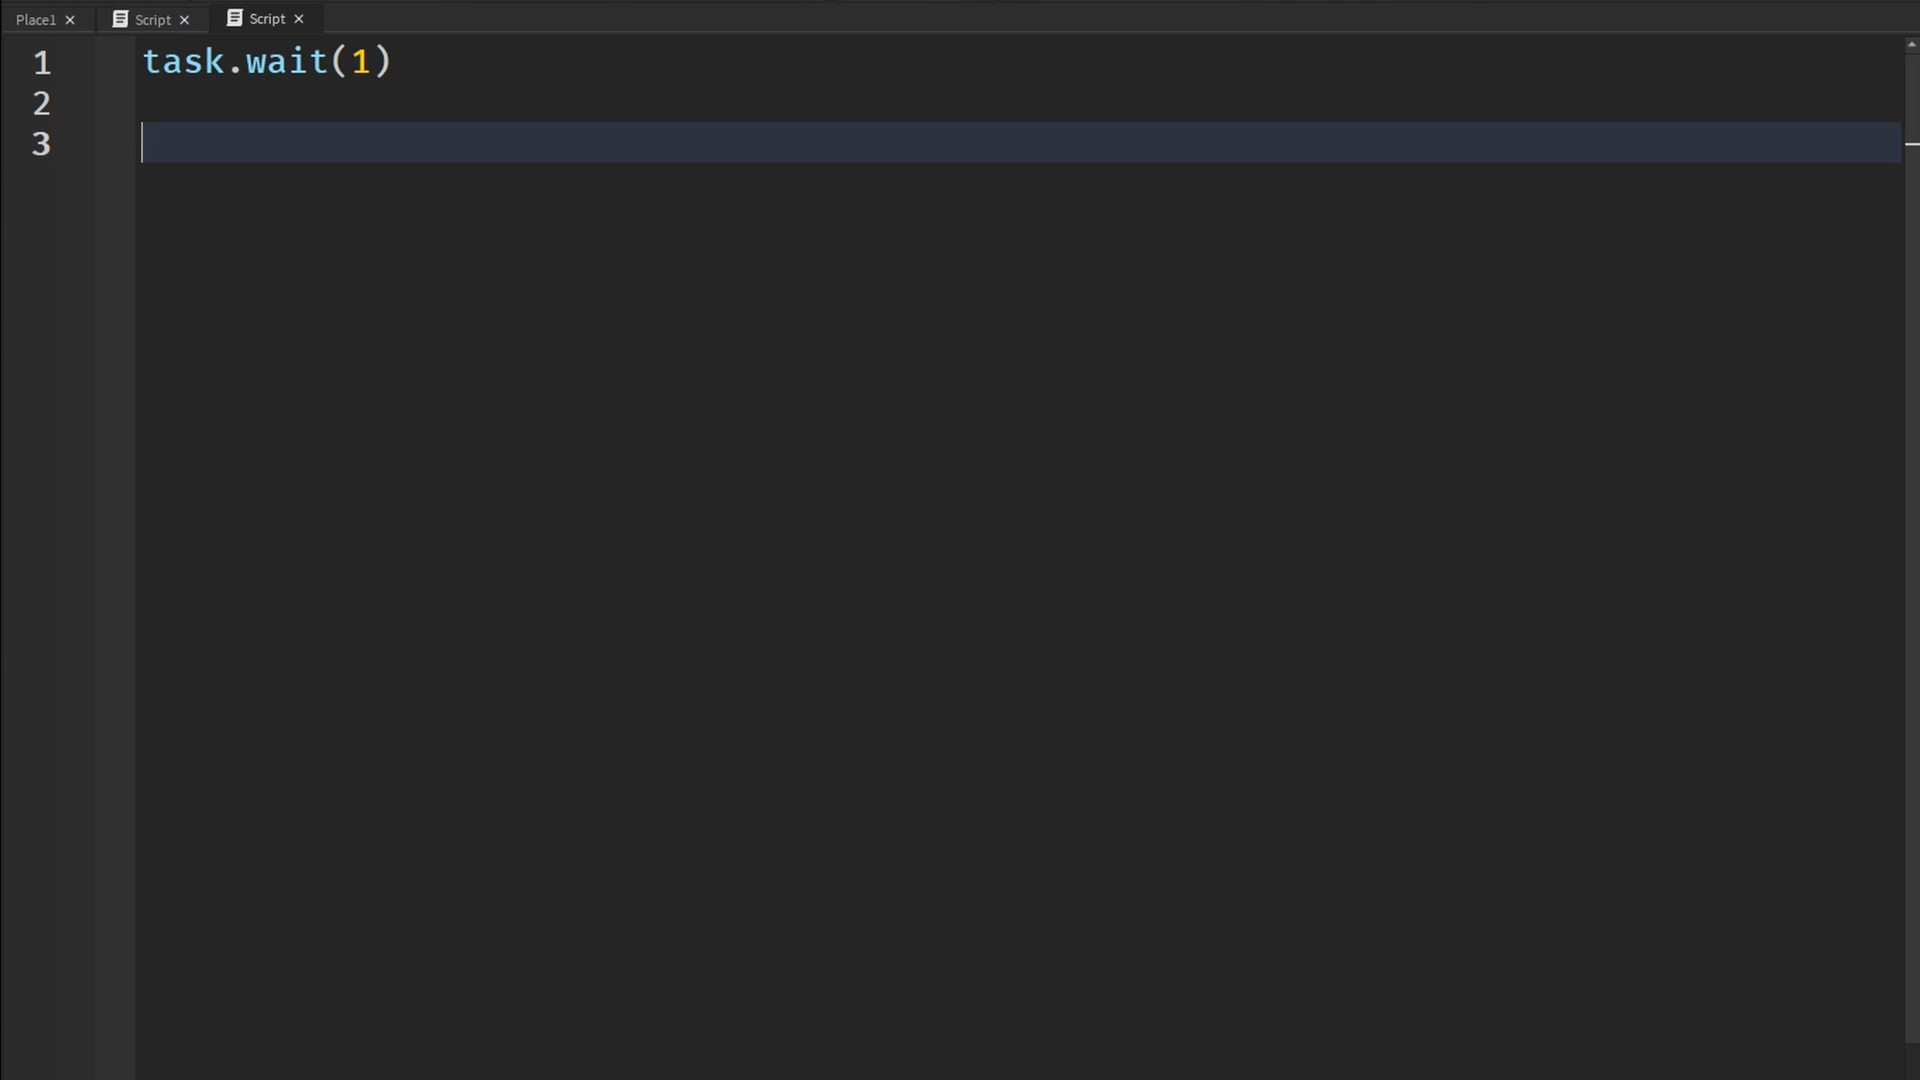 Place1 × Script × Script ×
1 task.wait(1)
2
3